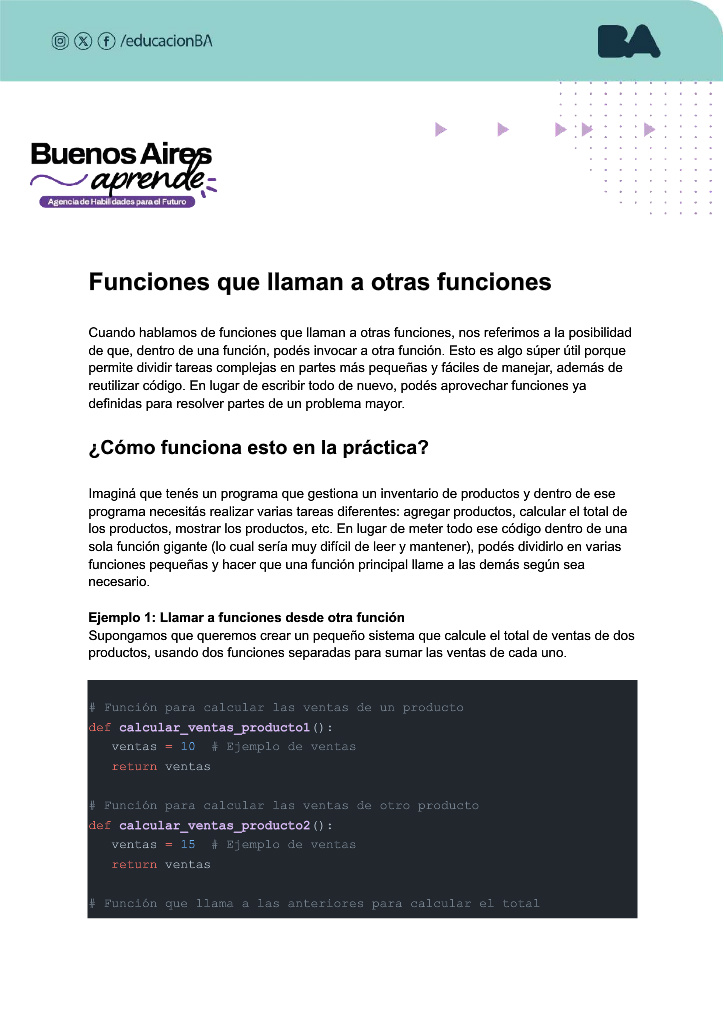 /educacionBA
BA
Buenos Aires
aprende
Agencia de Habilidades para el Futuro
Funciones que llaman a otras funciones
Cuando hablamos de funciones que llaman a otras funciones, nos referimos a la posibilidad
de que, dentro de una función, podés invocar a otra función. Esto es algo súper útil porque
permite dividir tareas complejas en partes más pequeñas y fáciles de manejar, además de
reutilizar código. En lugar de escribir todo de nuevo, podés aprovechar funciones ya
definidas para resolver partes de un problema mayor.
¿Cómo funciona esto en la práctica?
Imaginá que tenés un programa que gestiona un inventario de productos y dentro de ese
programa necesitás realizar varias tareas diferentes: agregar productos, calcular el total de
los productos, mostrar los productos, etc. En lugar de meter todo ese código dentro de una
sola función gigante (lo cual sería muy difícil de leer y mantener), podés dividirlo en varias
funciones pequeñas y hacer que una función principal llame a las demás según sea
necesario.
Ejemplo 1: Llamar a funciones desde otra función
Supongamos que queremos crear un pequeño sistema que calcule el total de ventas de dos
productos, usando dos funciones separadas para sumar las ventas de cada uno.
# Función para calcular las ventas de un producto
def calcular_ventas_producto1():
   ventas = 10  # Ejemplo de ventas
   return ventas
# Función para calcular las ventas de otro producto
def calcular_ventas_producto2():
   ventas = 15  # Ejemplo de ventas
   return ventas
# Función que llama a las anteriores para calcular el total